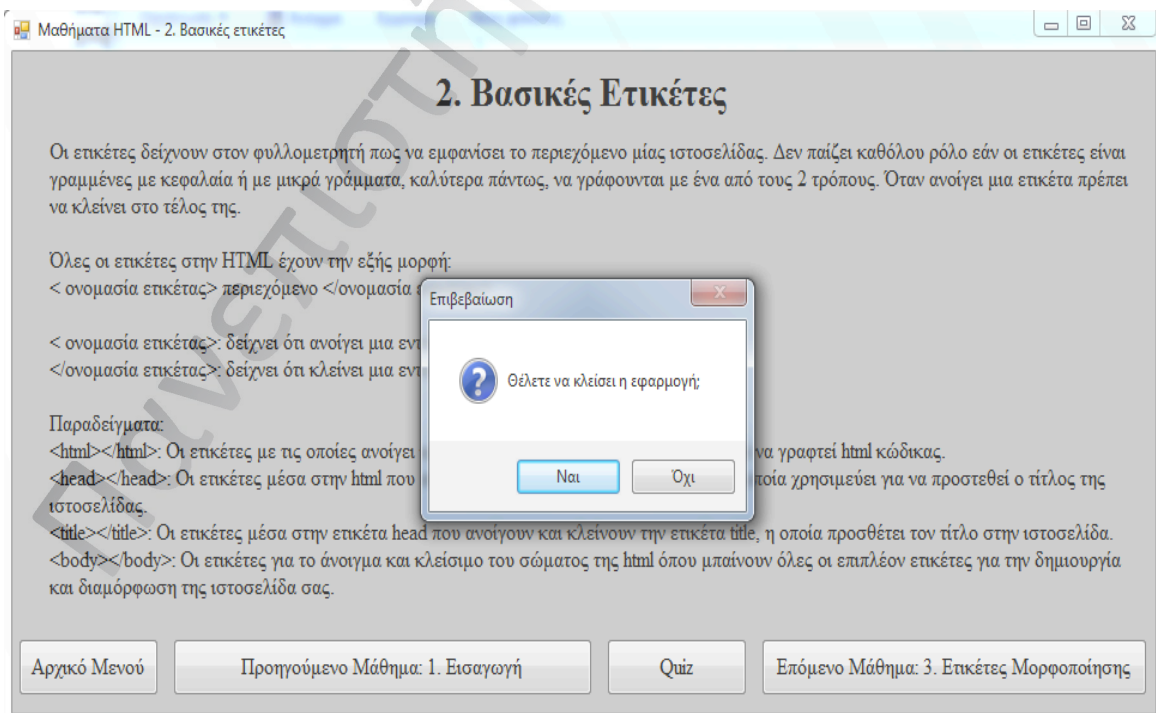 Μαθήματα HTML - 2. Βασικές ετικέτες
2. Βασικές Ετικέτες
Οι ετικέτες δείχνουν στον φυλλομετρητή πως να εμφανίσει το περιεχόμενο μίας ιστοσελίδας. Δεν παίζει καθόλου ρόλο εάν οι ετικέτες είναι
γραμμένες με κεφαλαία ή με μικρά γράμματα, καλύτερα πάντως, να γράφουνται με ένα από τους 2 τρόπους. Όταν ανοίγει μια ετικέτα πρέπει
να κλείνει στο τέλος της.
Όλες οι ετικέτες στην HTML έχουν την εξής μορφή:
< ονομασία ετικέτας> περιεχόμενο </ονομασία
< ονομασία ετικέτας>: δείχνει ότι ανοίγει μια
</ονομασία ετικέτας>: δείχνει ότι κλείνει μια
Παραδείγματα:
<html></html>: Οι ετικέτες με τις οποίες ανοίγει να γραφτεί html κώδικας.
<head></head>: Οι ετικέτες μέσα στην html που χρησιμεύει για να προστεθεί ο τίτλος της
ιστοσελίδας.
<title></title>: Οι ετικέτες μέσα στην ετικέτα head που ανοίγουν και κλείνουν την ετικέτα title, η οποία προσθέτει τον τίτλο στην ιστοσελίδα.
<body></body>: Οι ετικέτες για το άνοιγμα και κλείσιμο του σώματος της html όπου μπαίνουν όλες οι επιπλέον ετικέτες για την δημιουργία
και διαμόρφωση της ιστοσελίδα σας.
Επιβεβαίωση
Θέλετε να κλείσει η εφαρμογή;
Ναι Όχι
Αρχικό Μενού Προηγούμενο Μάθημα: 1. Εισαγωγή Quiz Επόμενο Μάθημα: 3. Ετικέτες Μορφοποίησης